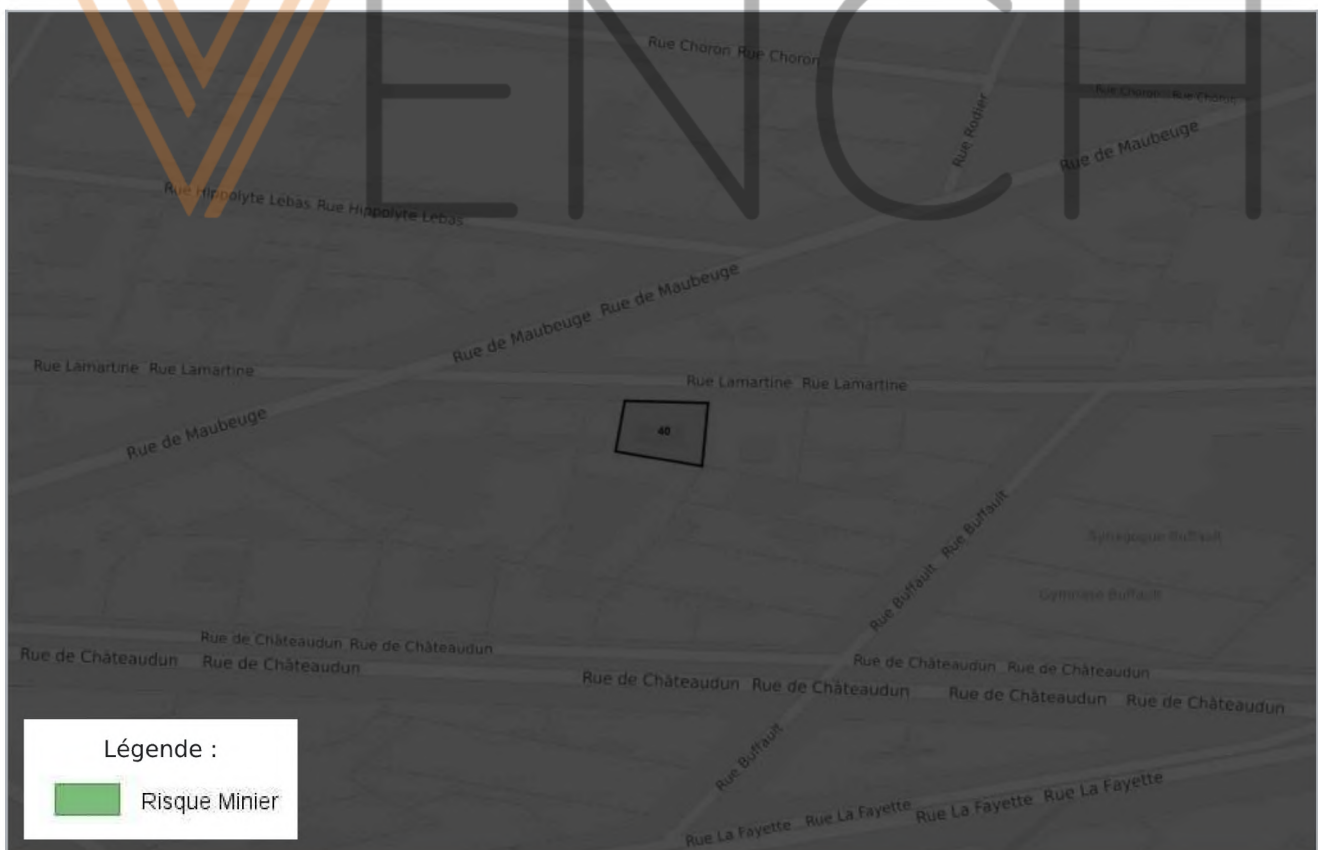 VENCH
Rue Choron Rue Choron
Rue Choron Rue Choron
Rue Rodier
Rue de Maubeuge
Rue Hippolyte Lebas Rue Hippolyte Lebas
Rue de Maubeuge Rue de Maubeuge
Rue Lamartine Rue Lamartine
Rue Lamartine Rue Lamartine
Rue de Maubeuge
40
Rue Buffault Rue Buffault
Synagogue Buffault
Gymnase Buffault
Rue de Châteaudun Rue de Châteaudun
Rue de Châteaudun Rue de Châteaudun
Rue de Châteaudun Rue de Châteaudun
Rue de Châteaudun Rue de Châteaudun
Rue de Châteaudun Rue de Châteaudun
Rue Buffault
Rue La Fayette Rue La Fayette
Rue La Fayette Rue La Fayette
Légende :
Risque Minier